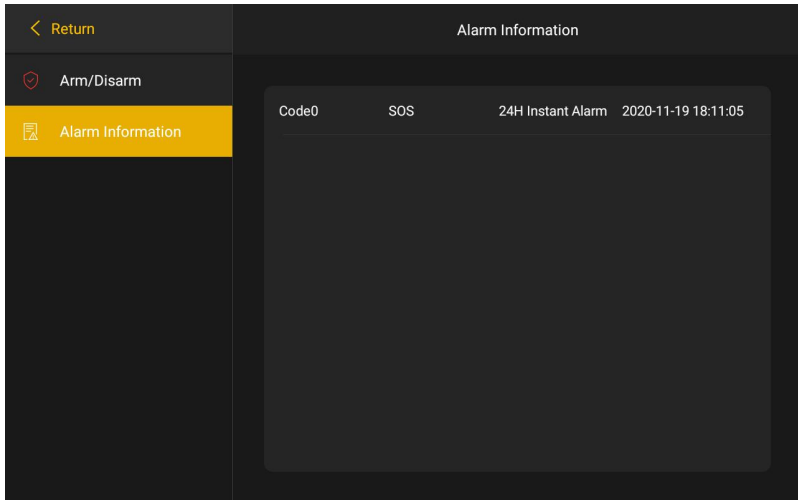 Return
Alarm Information
Arm/Disarm
Alarm Information
Code0 SOS 24H Instant Alarm 2020-11-19 18:11:05